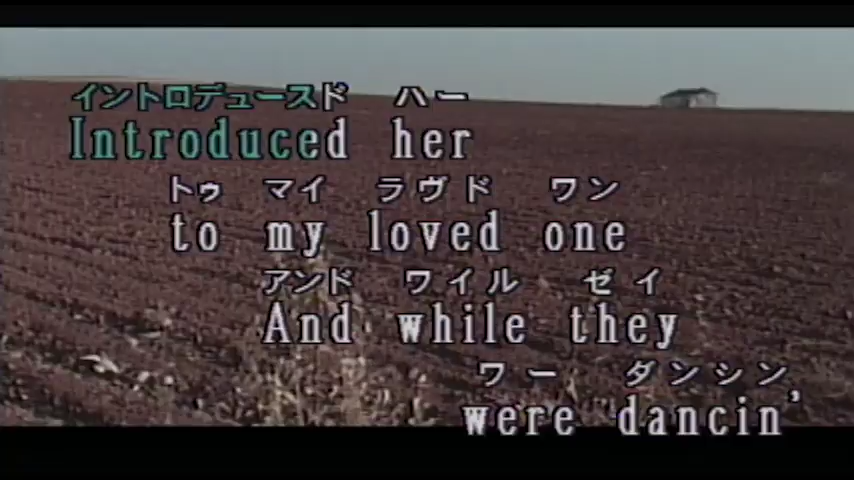 イントロデュースド ハー
Introduced her
トゥ マイ ラヴド ワン
to my loved one
アンド ワイル ゼイ
And while they
ワー ダンシン
were dancin'